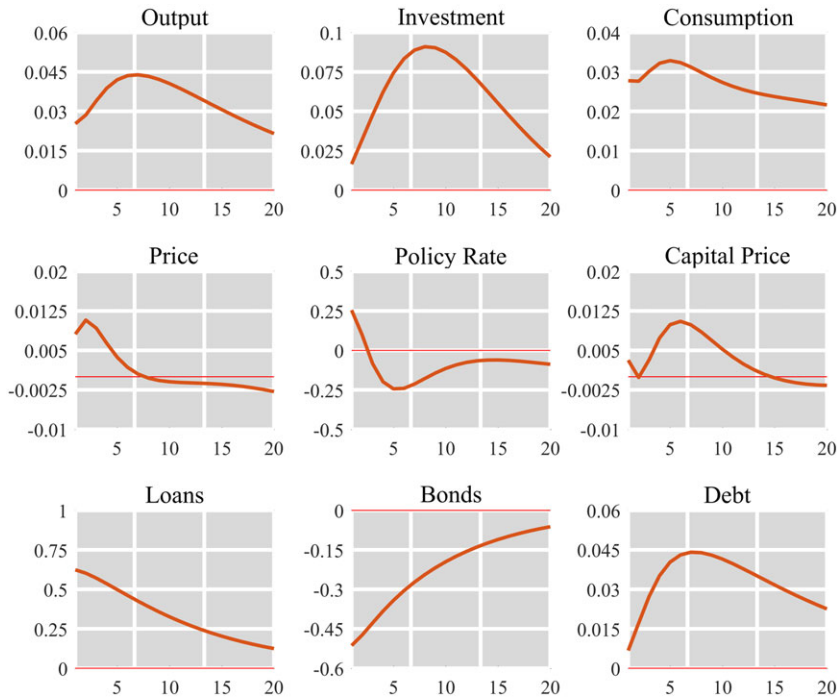 Output Investment Consumption
0.06 0.1 0.04
0.045 0.075 0.03
0.03 0.05 0.02
0.015 0.025 0.01
0 0 0
5 10 15 20 5 10 15 20 5 10 15 20
Price Policy Rate Capital Price
0.02 0.5 0.02
0.0125 0.25 0.0125
0.005 0 0.005
-0.0025 -0.25 -0.0025
-0.01 -0.5 -0.01
5 10 15 20 5 10 15 20 5 10 15 20
Loans Bonds Debt
1 0 0.06
0.75 -0.15 0.045
0.5 -0.3 0.03
0.25 -0.45 0.015
0 -0.6 0
5 10 15 20 5 10 15 20 5 10 15 20